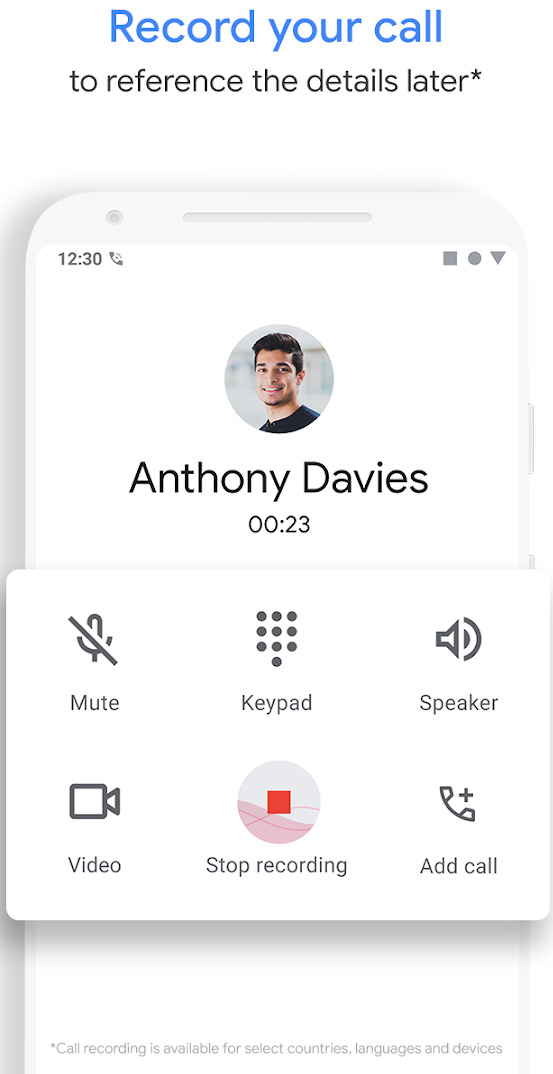 Record your call
to reference the details later*
12:30
Anthony Davies
00:23
Mute Keypad Speaker
Video Stop recording Add call
*Call recording is available for select countries, languages and devices